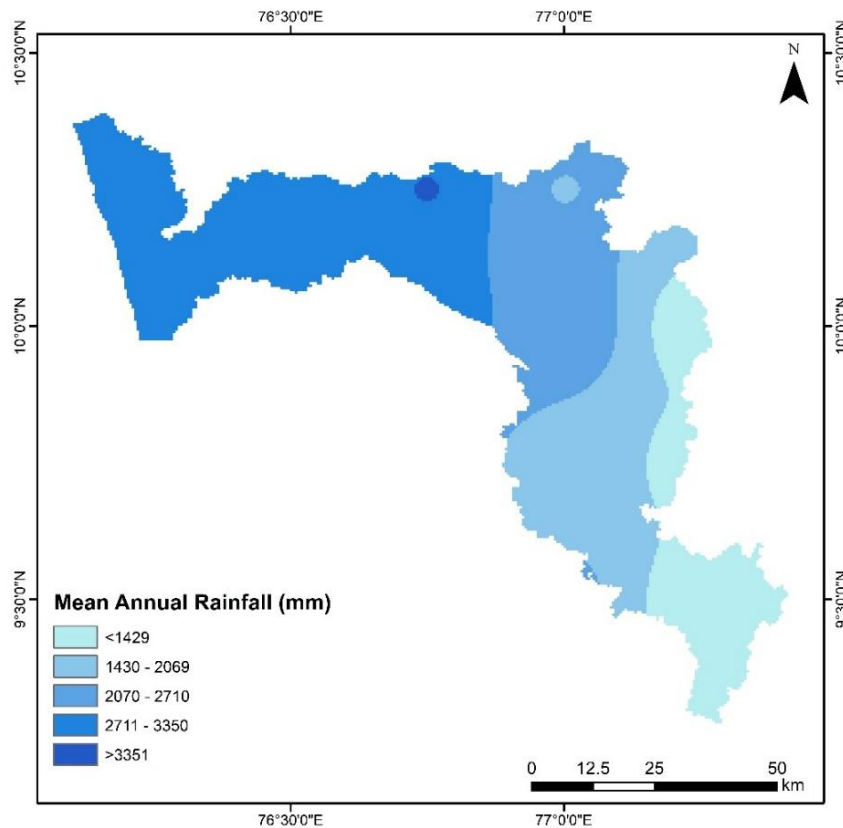 76°30'0"E 77°0'0"E
10°30'0"N 10°30'0"N
N
10°0'0"N 10°0'0"N
9°30'0"N 9°30'0"N
Mean Annual Rainfall (mm)
<1429
1430 - 2069
2070 - 2710
2711 - 3350
>3351
0 12.5 25 50
km
76°30'0"E 77°0'0"E